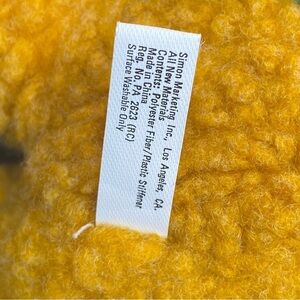 Simon Marketing Inc., Los Angeles, CA.
All New Materials
Contents: Polyester Fiber/Plastic Stiffener
Made in China
Reg. No. PA 2623 (RC)
Surface Washable Only